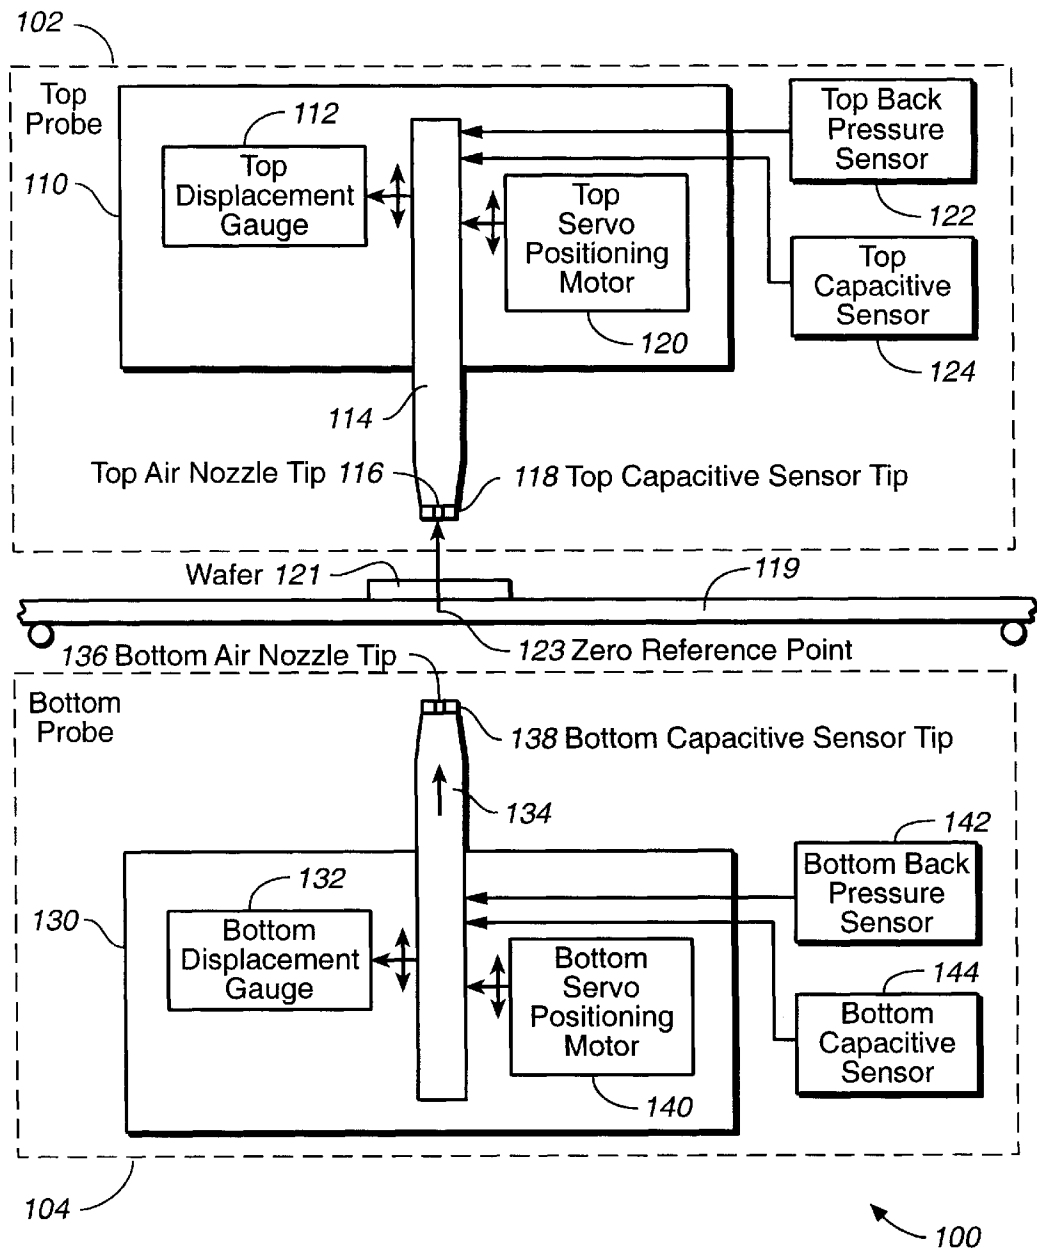 102
Top
Probe
112
Top
Displacement
Gauge
110
Top Back
Pressure
Sensor
122
Top
Servo
Positioning
Motor
120
Top
Capacitive
Sensor
124
114
Top Air Nozzle Tip 116
118 Top Capacitive Sensor Tip
Wafer 121
119
123 Zero Reference Point
136 Bottom Air Nozzle Tip
Bottom
Probe
138 Bottom Capacitive Sensor Tip
134
142
Bottom Back
Pressure
Sensor
132
Bottom
Displacement
Gauge
130
Bottom
Servo
Positioning
Motor
140
144
Bottom
Capacitive
Sensor
104
100